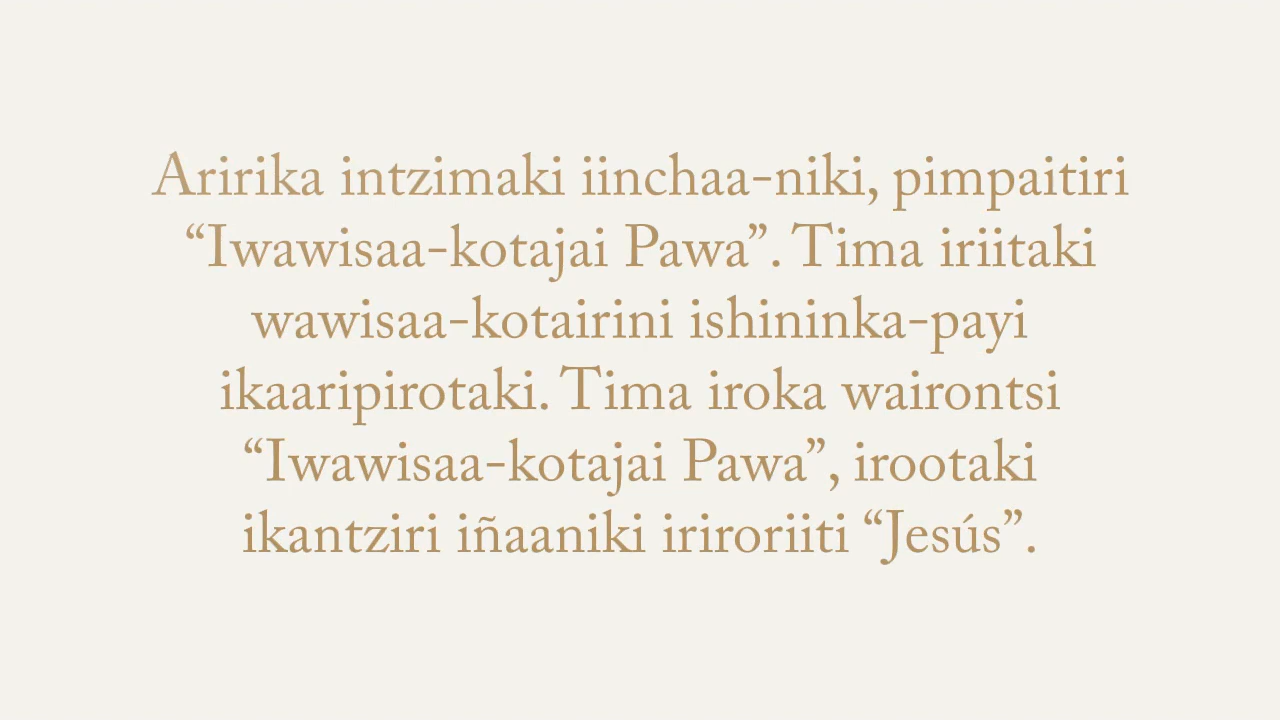 Aririka intzimaki iinchaa-niki, pimpaitiri
“Iwawisaa-kotajai Pawa”. Tima iriitaki
wawisaa-kotairini ishininka-payi
ikaaripirotaki. Tima iroka wairontsi
“Iwawisaa-kotajai Pawa”, irootaki
ikantziri iñaaniki iriroriiti “Jesús”.